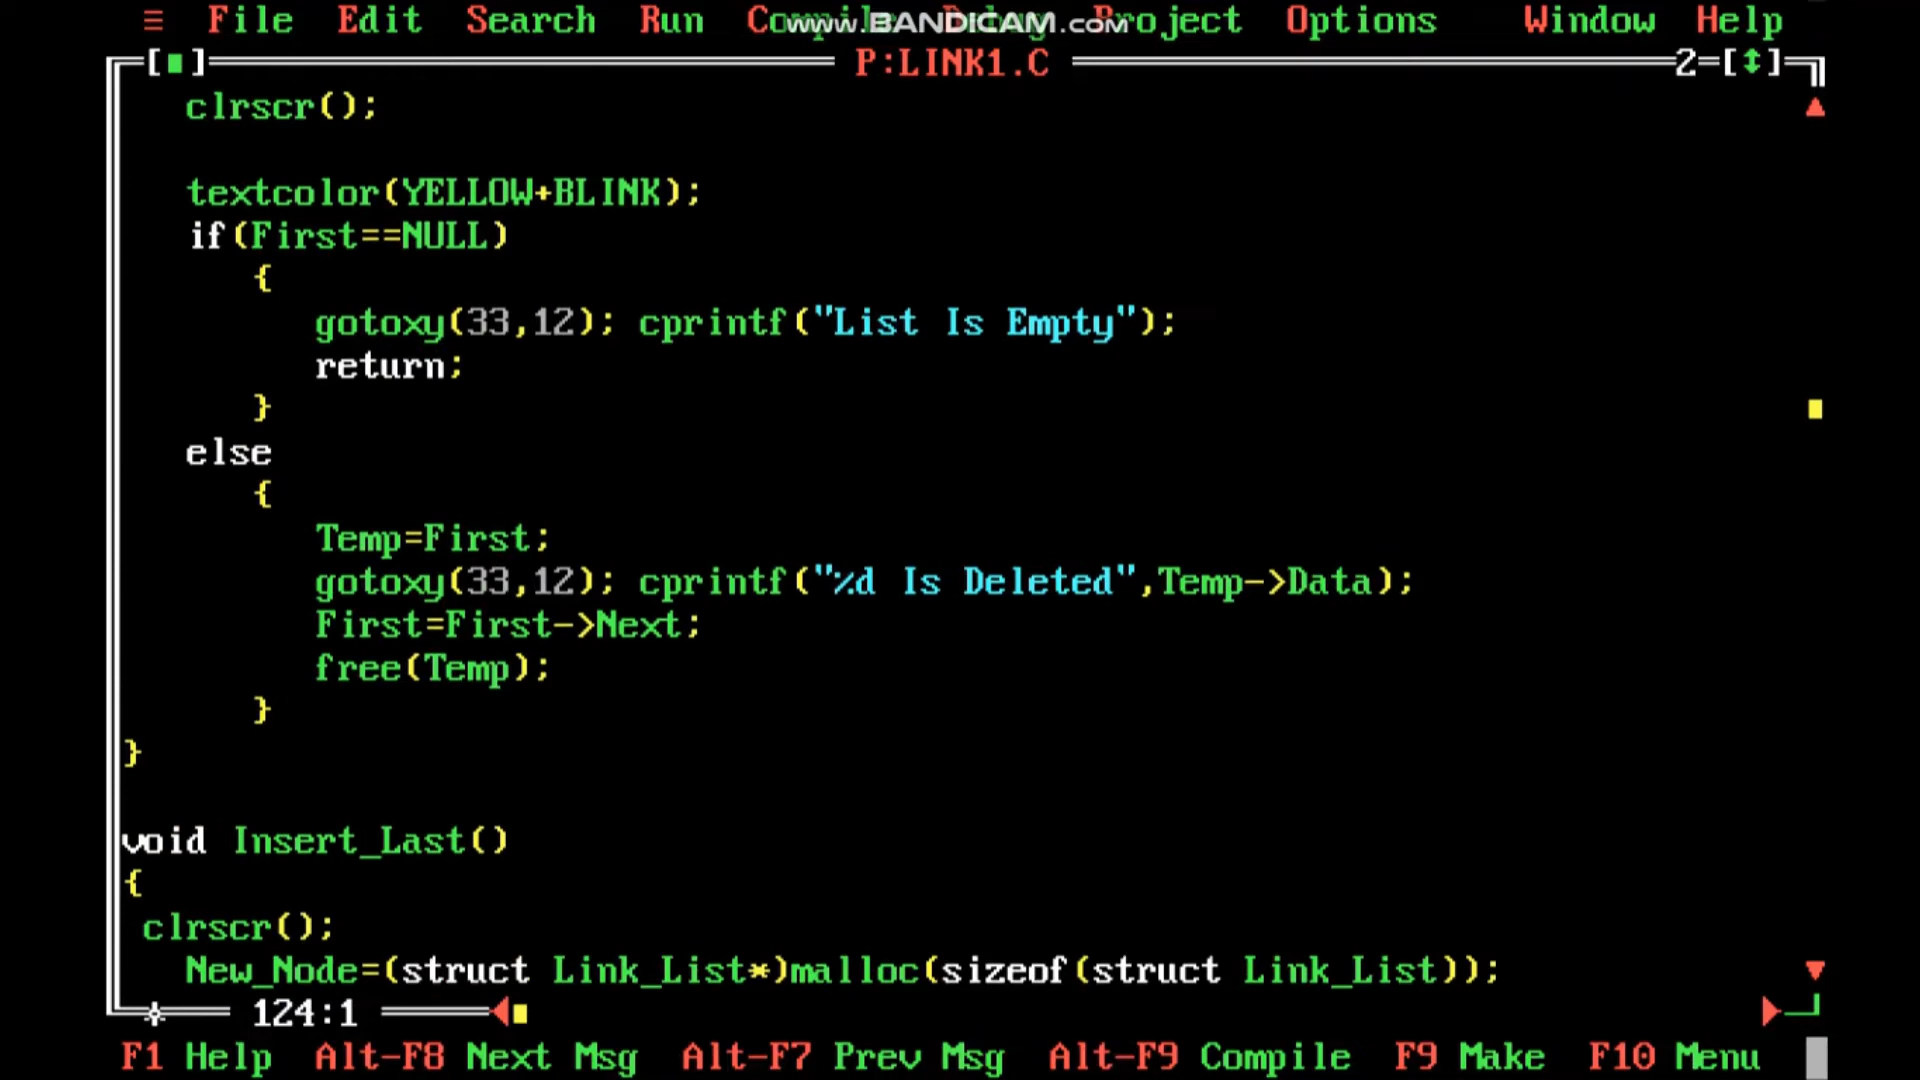 ≡ File Edit Search Run Compile Debug Project Options Window Help
www.BANDICAM.com
[■] P:LINK1.C 2=[↕]
clrscr();
textcolor(YELLOW+BLINK);
if(First==NULL)
{
gotoxy(33,12); cprintf("List Is Empty");
return;
}
else
{
Temp=First;
gotoxy(33,12); cprintf("%d Is Deleted",Temp->Data);
First=First->Next;
free(Temp);
}
}
void Insert_Last()
{
clrscr();
New_Node=(struct Link_List*)malloc(sizeof(struct Link_List));
124:1
F1 Help Alt-F8 Next Msg Alt-F7 Prev Msg Alt-F9 Compile F9 Make F10 Menu